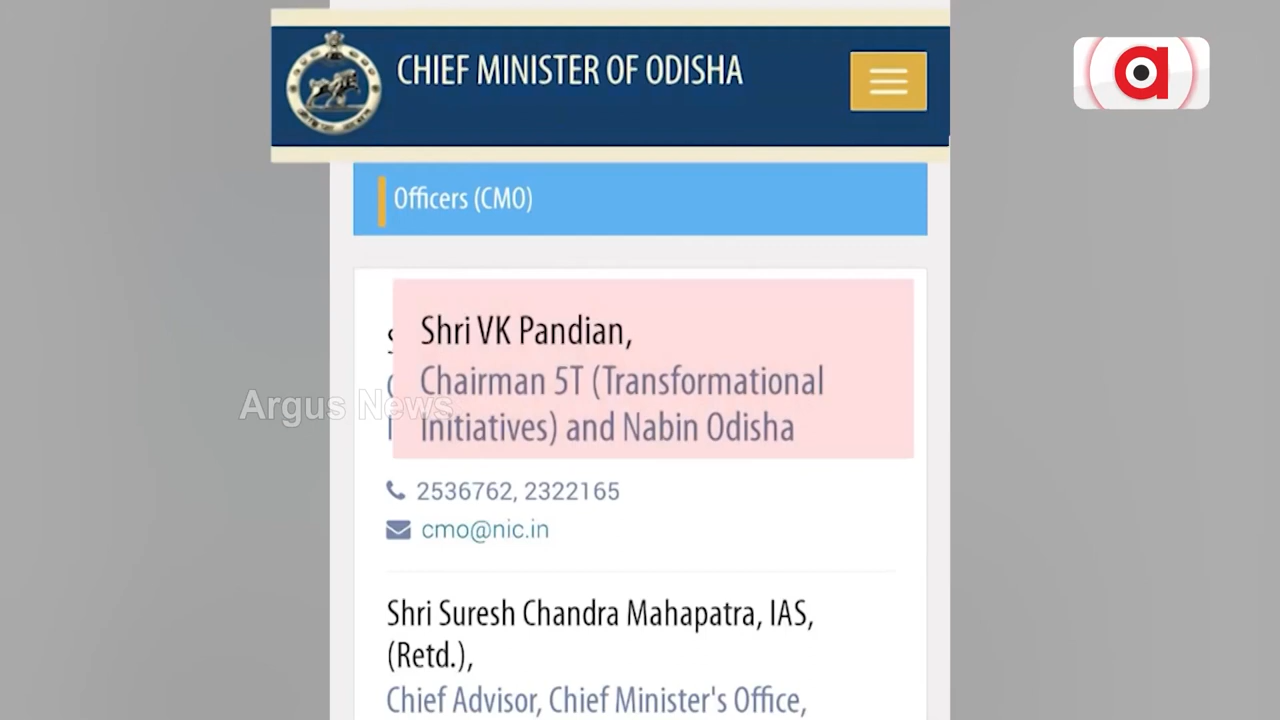 CHIEF MINISTER OF ODISHA
Officers (CMO)
Shri VK Pandian,
Chairman 5T (Transformational
Initiatives) and Nabin Odisha
Argus News
2536762, 2322165
cmo@nic.in
Shri Suresh Chandra Mahapatra, IAS,
(Retd.),
Chief Advisor, Chief Minister's Office,